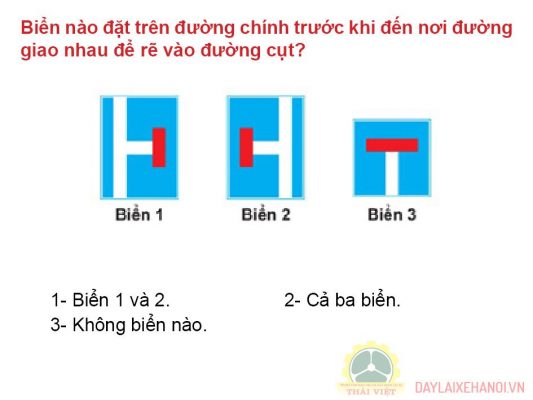 Biển nào đặt trên đường chính trước khi đến nơi đường
giao nhau để rẽ vào đường cụt?
Biển 1
Biển 2
Biển 3
1- Biển 1 và 2.
2- Cả ba biển.
3- Không biển nào.
THÁI VIỆT
DAYLAIXEHANOI.VN